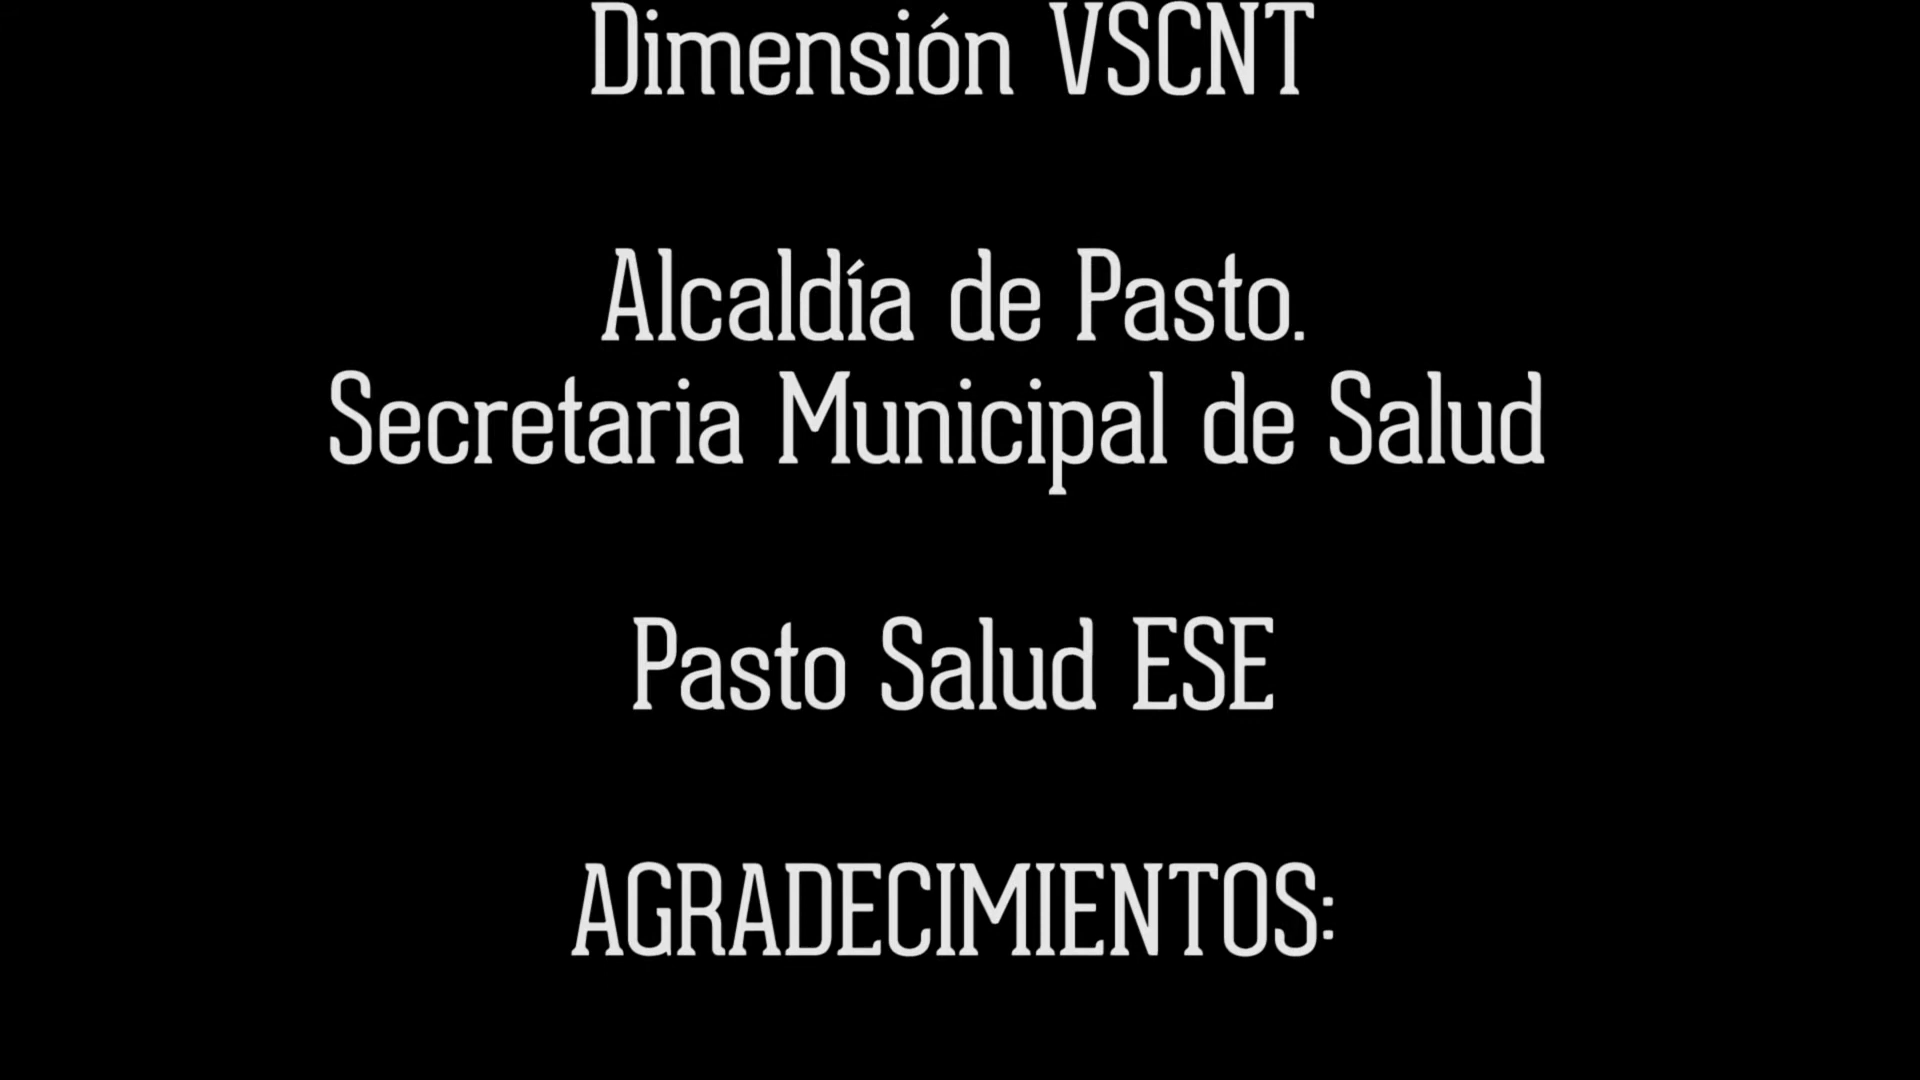 Dimensión VSCNT
Alcaldía de Pasto.
Secretaria Municipal de Salud
Pasto Salud ESE
AGRADECIMIENTOS: